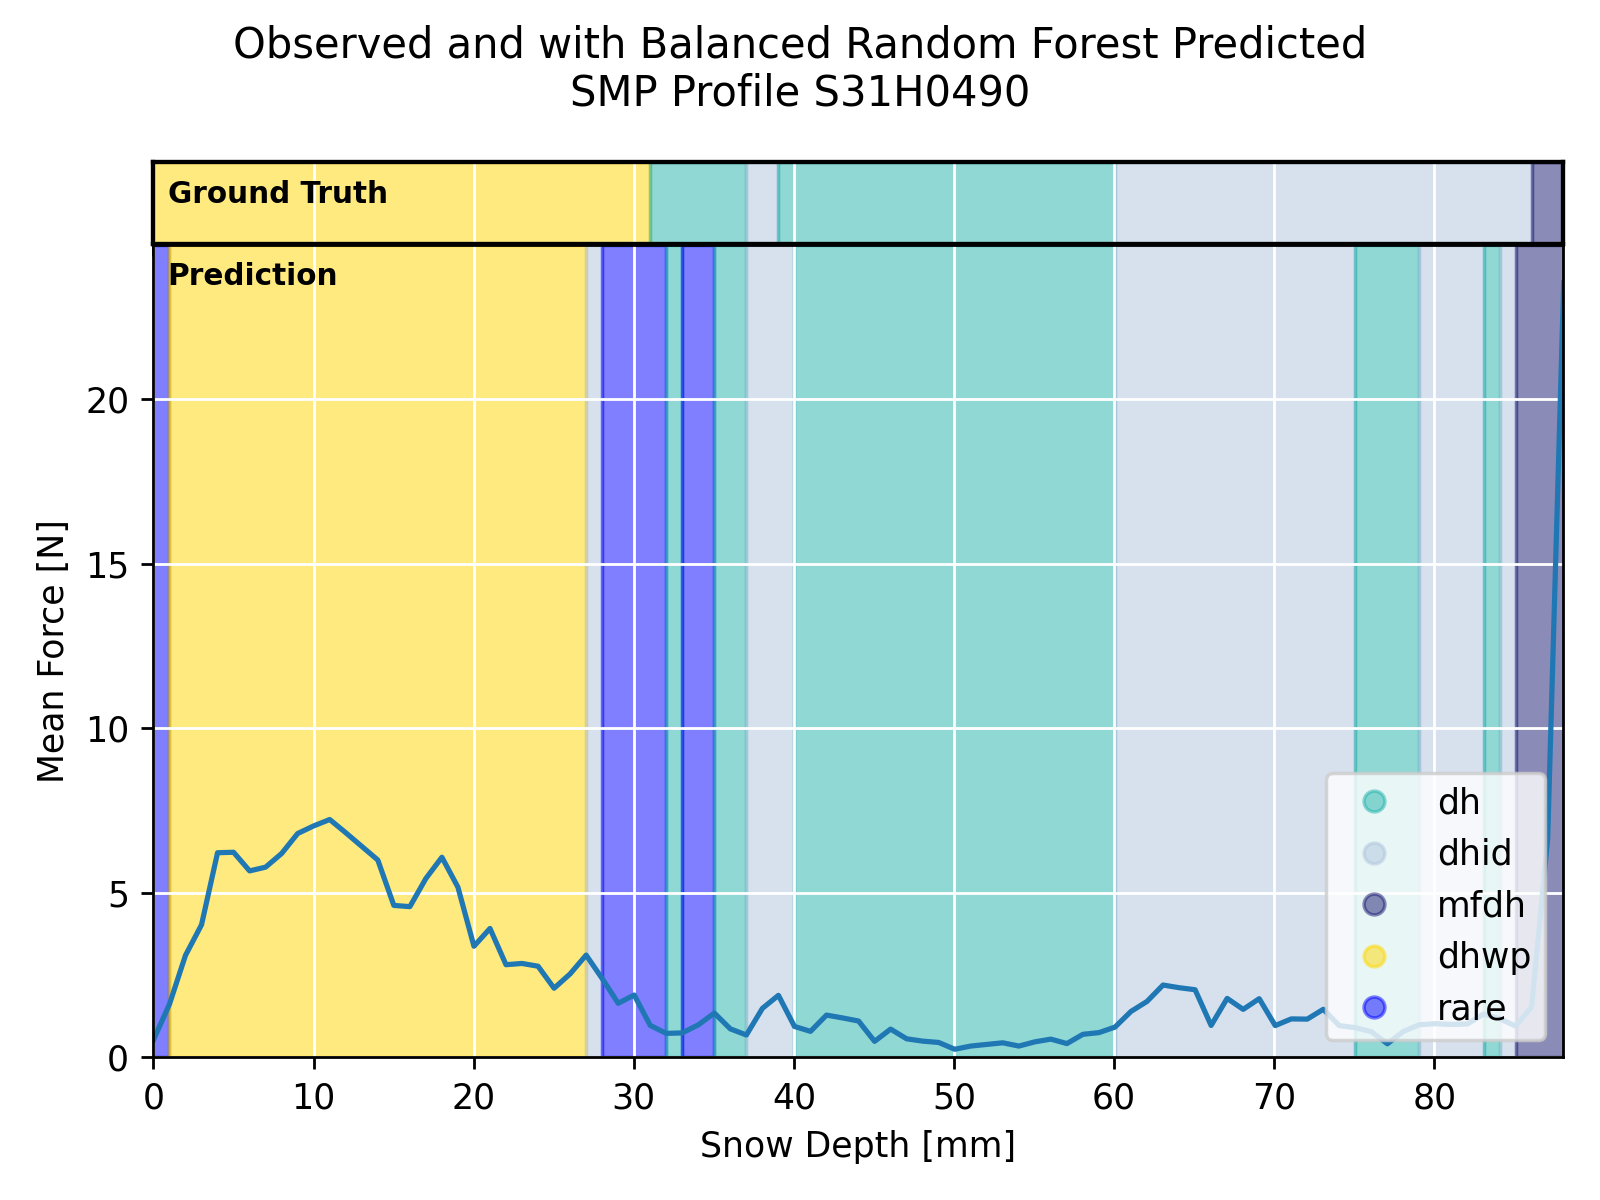 Observed and with Balanced Random Forest Predicted
SMP Profile S31H0490
Ground Truth
Prediction
Mean Force [N]
20
15
10
5
0
dh
dhid
mfdh
dhwp
rare
0 10 20 30 40 50 60 70 80
Snow Depth [mm]